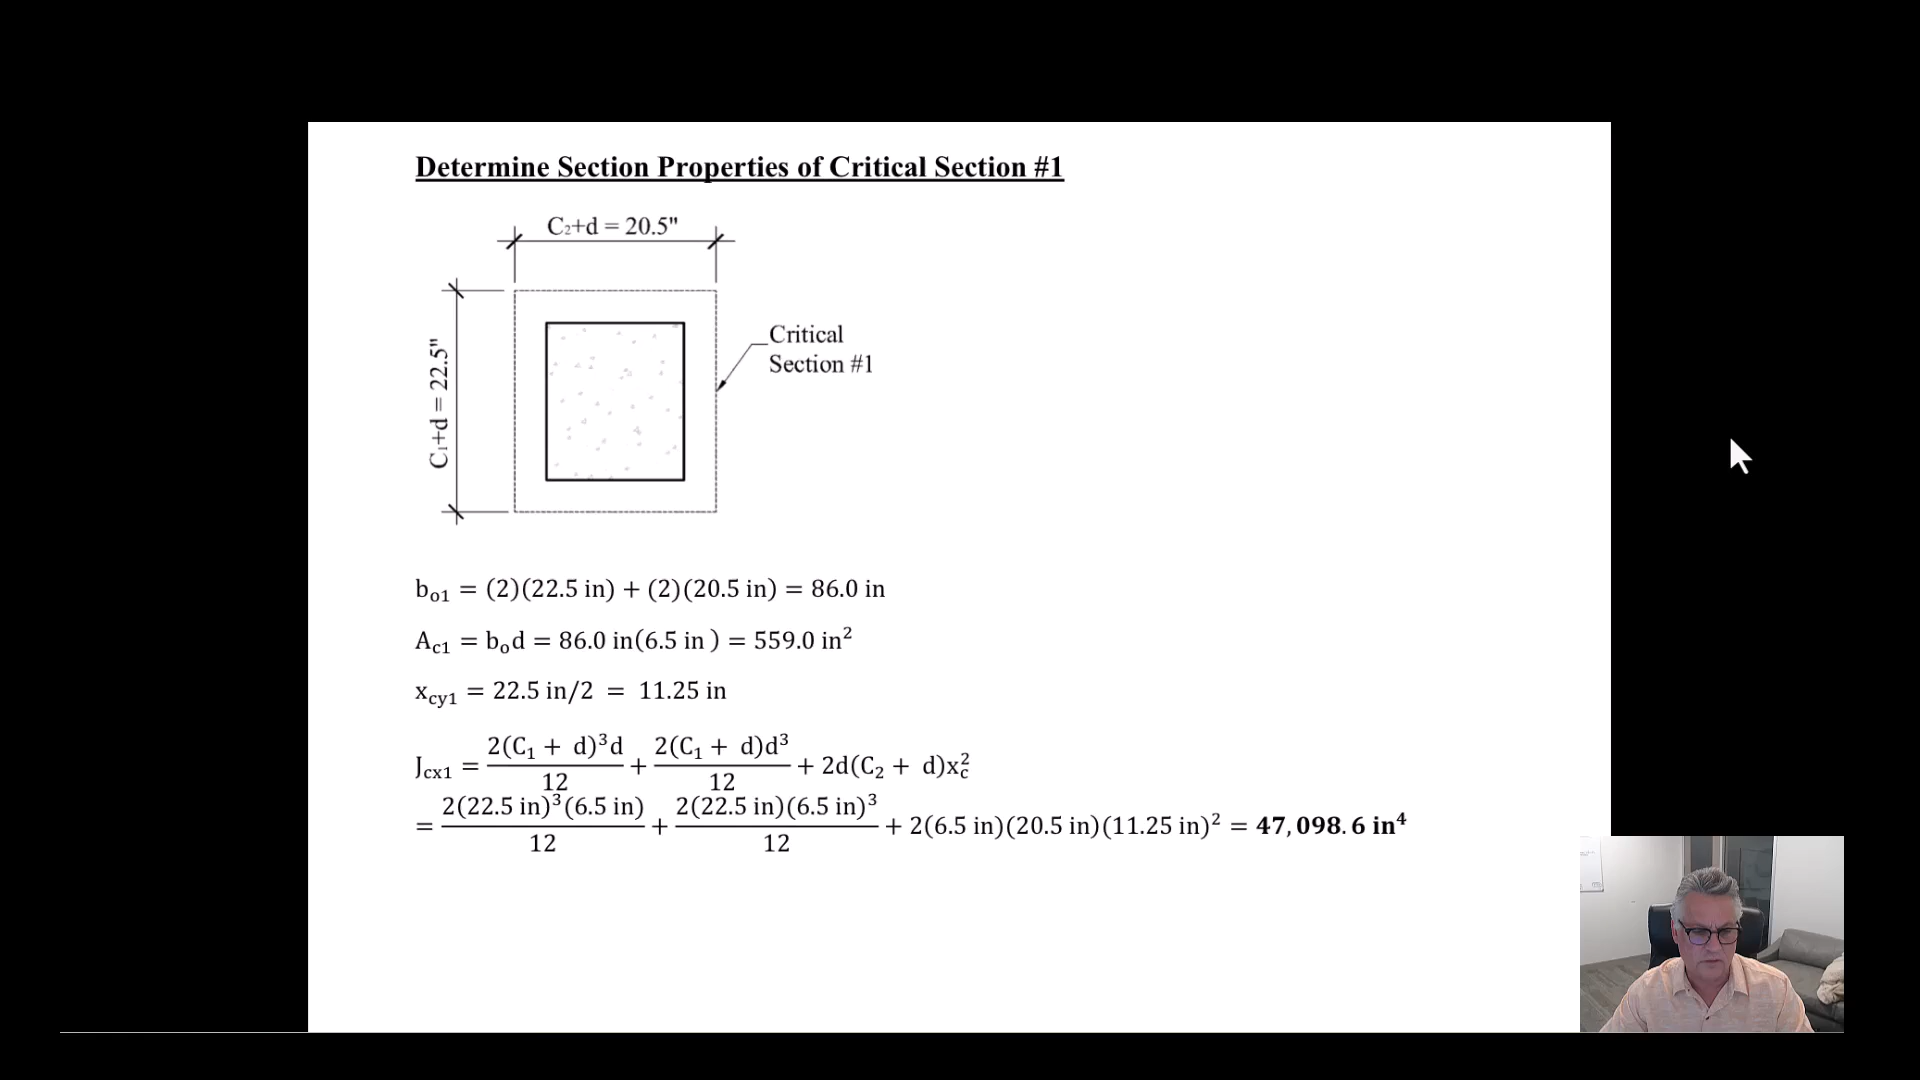 Determine Section Properties of Critical Section #1
C₂+d = 20.5"
C₁+d = 22.5"
Critical
Section #1
b₀₁ = (2)(22.5 in) + (2)(20.5 in) = 86.0 in
A_c1 = b₀d = 86.0 in(6.5 in ) = 559.0 in²
x_cy1 = 22.5 in/2 = 11.25 in
J_cx1 = 2(C₁ + d)³d/12 + 2(C₁ + d)d³/12 + 2d(C₂ + d)x_c²
= 2(22.5 in)³(6.5 in)/12 + 2(22.5 in)(6.5 in)³/12 + 2(6.5 in)(20.5 in)(11.25 in)² = 47,098.6 in⁴